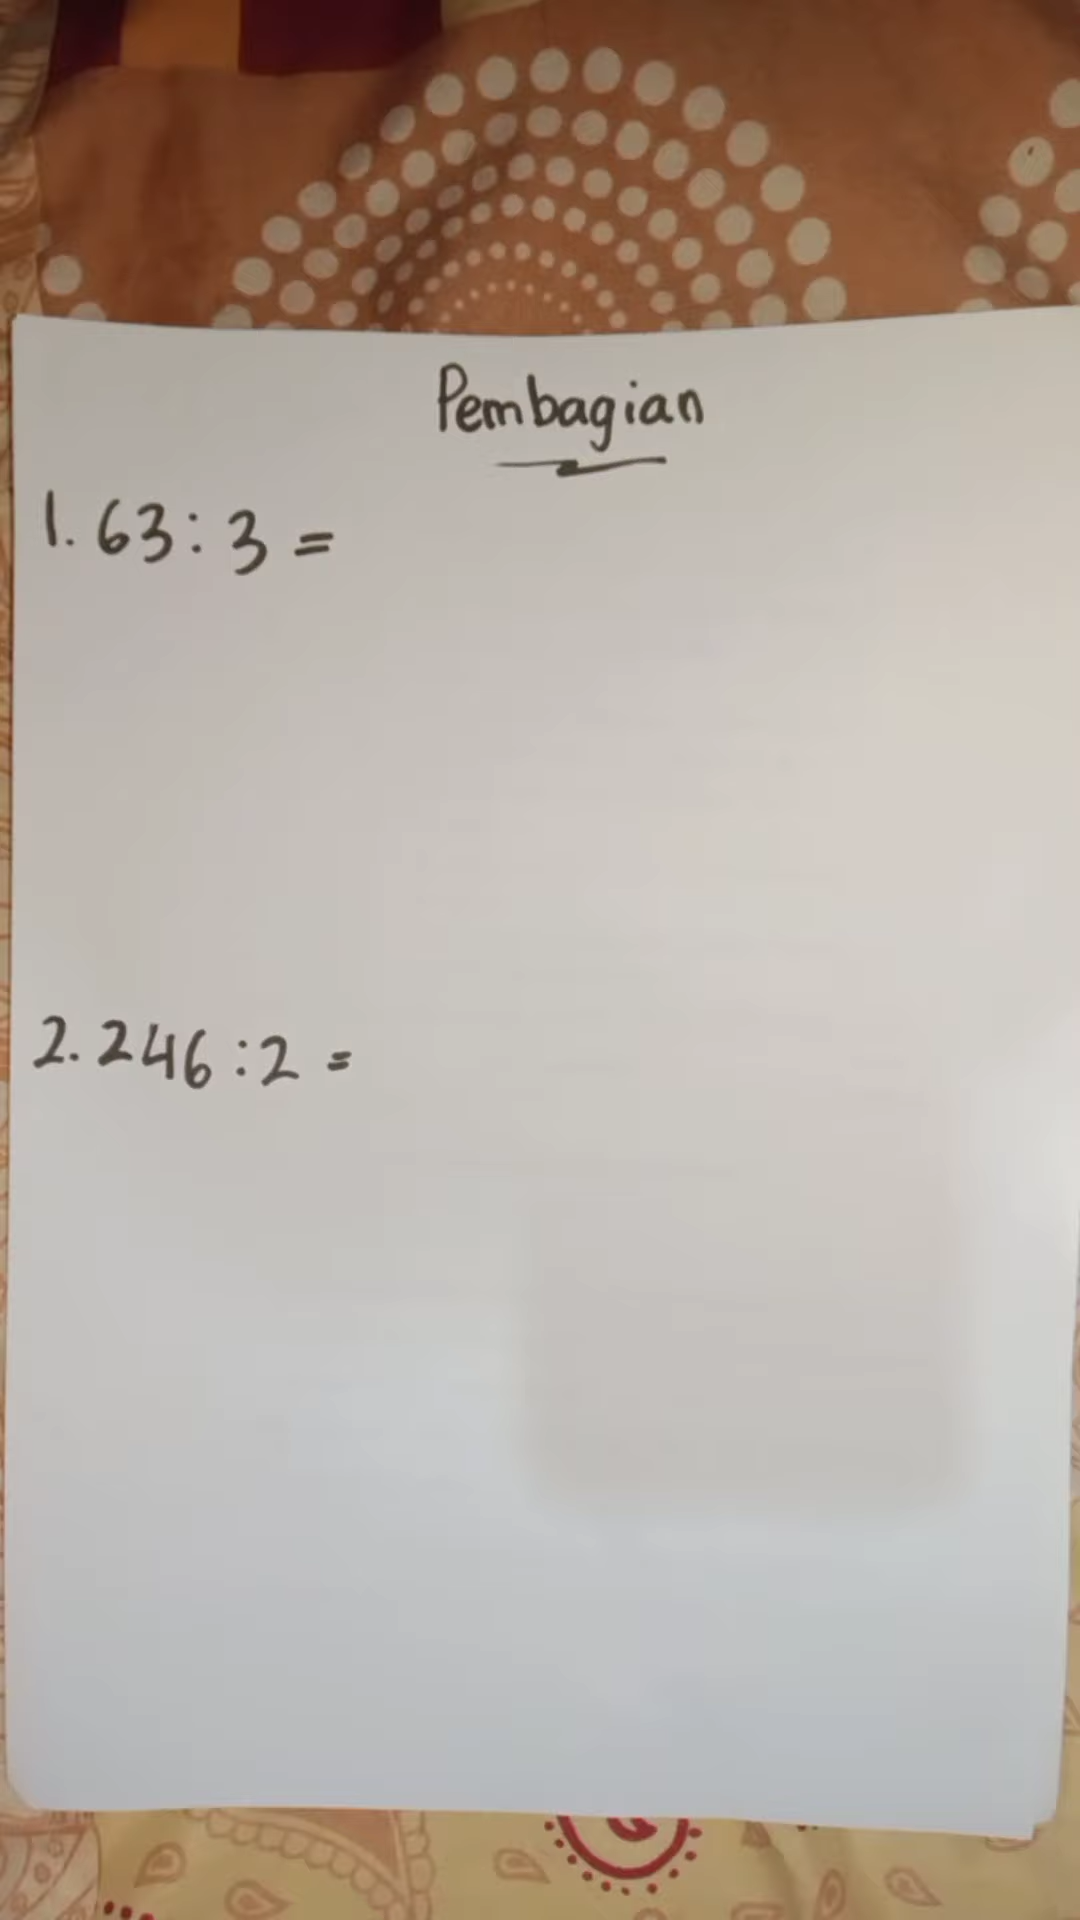 Pembagian
1. 63 : 3 =
2. 246 : 2 =